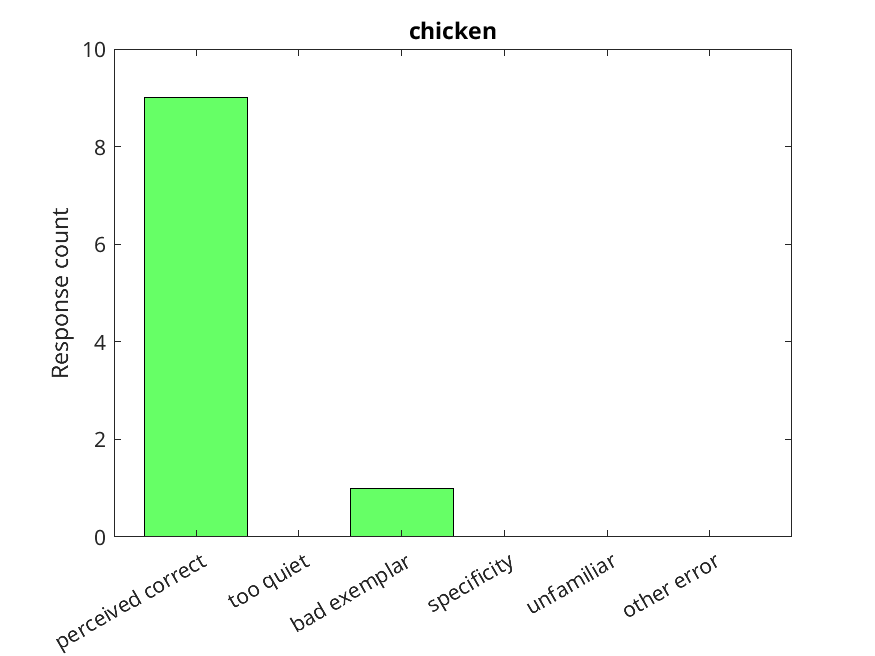 chicken
10
8
6
4
2
0
Response count
perceived correct
too quiet
bad exemplar
specificity
unfamiliar
other error